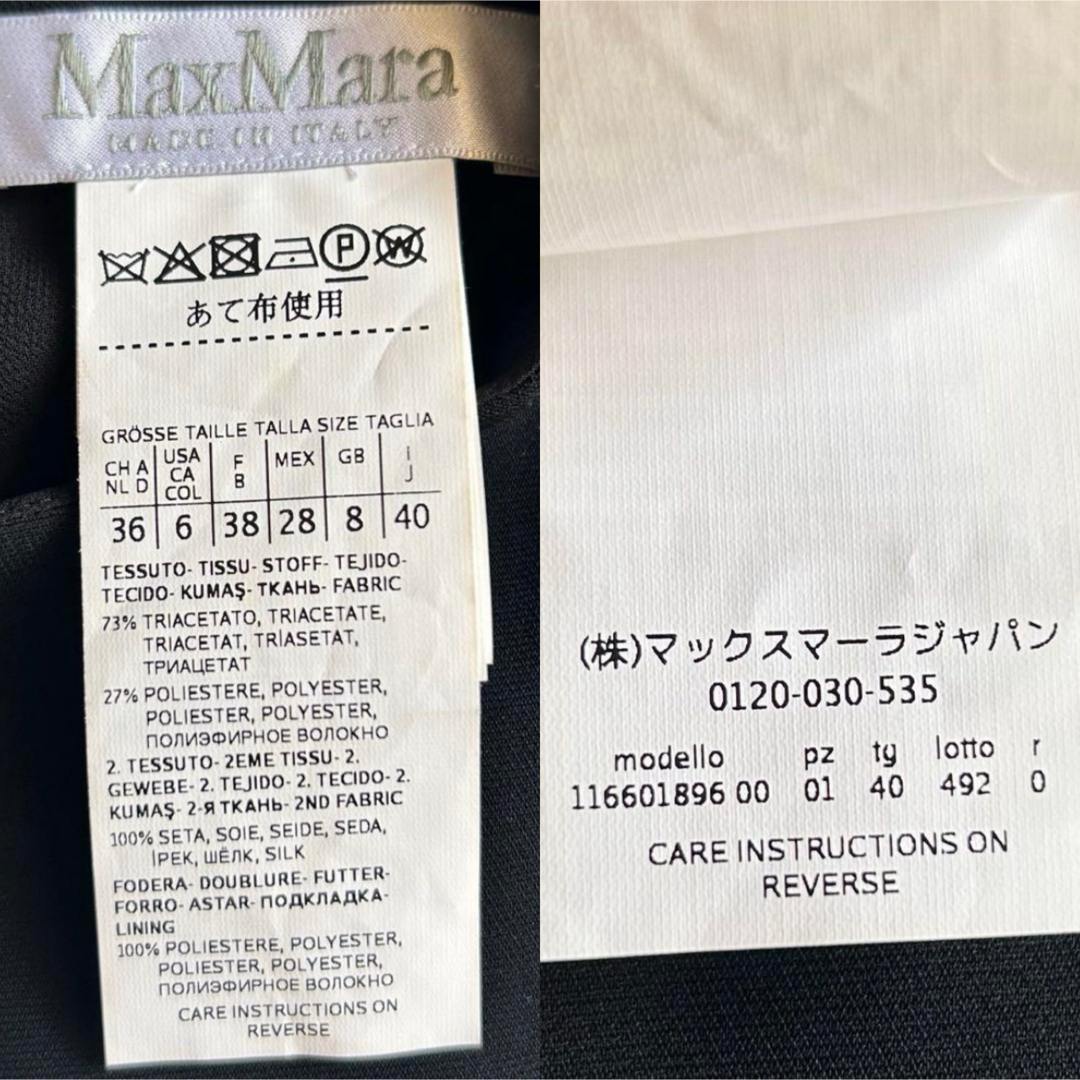 MaxMara
MADE IN ITALY
P W
あて布使用
GRÖSSE TAILLE TALLA SIZE TAGLIA
CH A NL D USA CA COL F B MEX GB I J
36 6 38 28 8 40
TESSUTO- TISSU- STOFF- TEJIDO-
TECIDO- KUMAŞ- ТКАНЬ- FABRIC
73% TRIACETATO, TRIACETATE,
TRIACETAT, TRİASETAT,
ТРИАЦЕТАТ
27% POLIESTERE, POLYESTER,
POLIESTER, POLYESTER,
ПОЛИЭФИРНОЕ ВОЛОКНО
2. TESSUTO- 2EME TISSU- 2.
GEWEBE- 2. TEJIDO- 2. TECIDO- 2.
KUMAŞ- 2-Я ТКАНЬ- 2ND FABRIC
100% SETA, SOIE, SEIDE, SEDA,
İPEK, ШЁЛК, SILK
FODERA- DOUBLURE- FUTTER-
FORRO- ASTAR- ПОДКЛАДКА-
LINING
100% POLIESTERE, POLYESTER,
POLIESTER, POLYESTER,
ПОЛИЭФИРНОЕ ВОЛОКНО
CARE INSTRUCTIONS ON
REVERSE
(株)マックスマーラジャパン
0120-030-535
modello pz ty lotto r
116601896 00 01 40 492 0
CARE INSTRUCTIONS ON
REVERSE